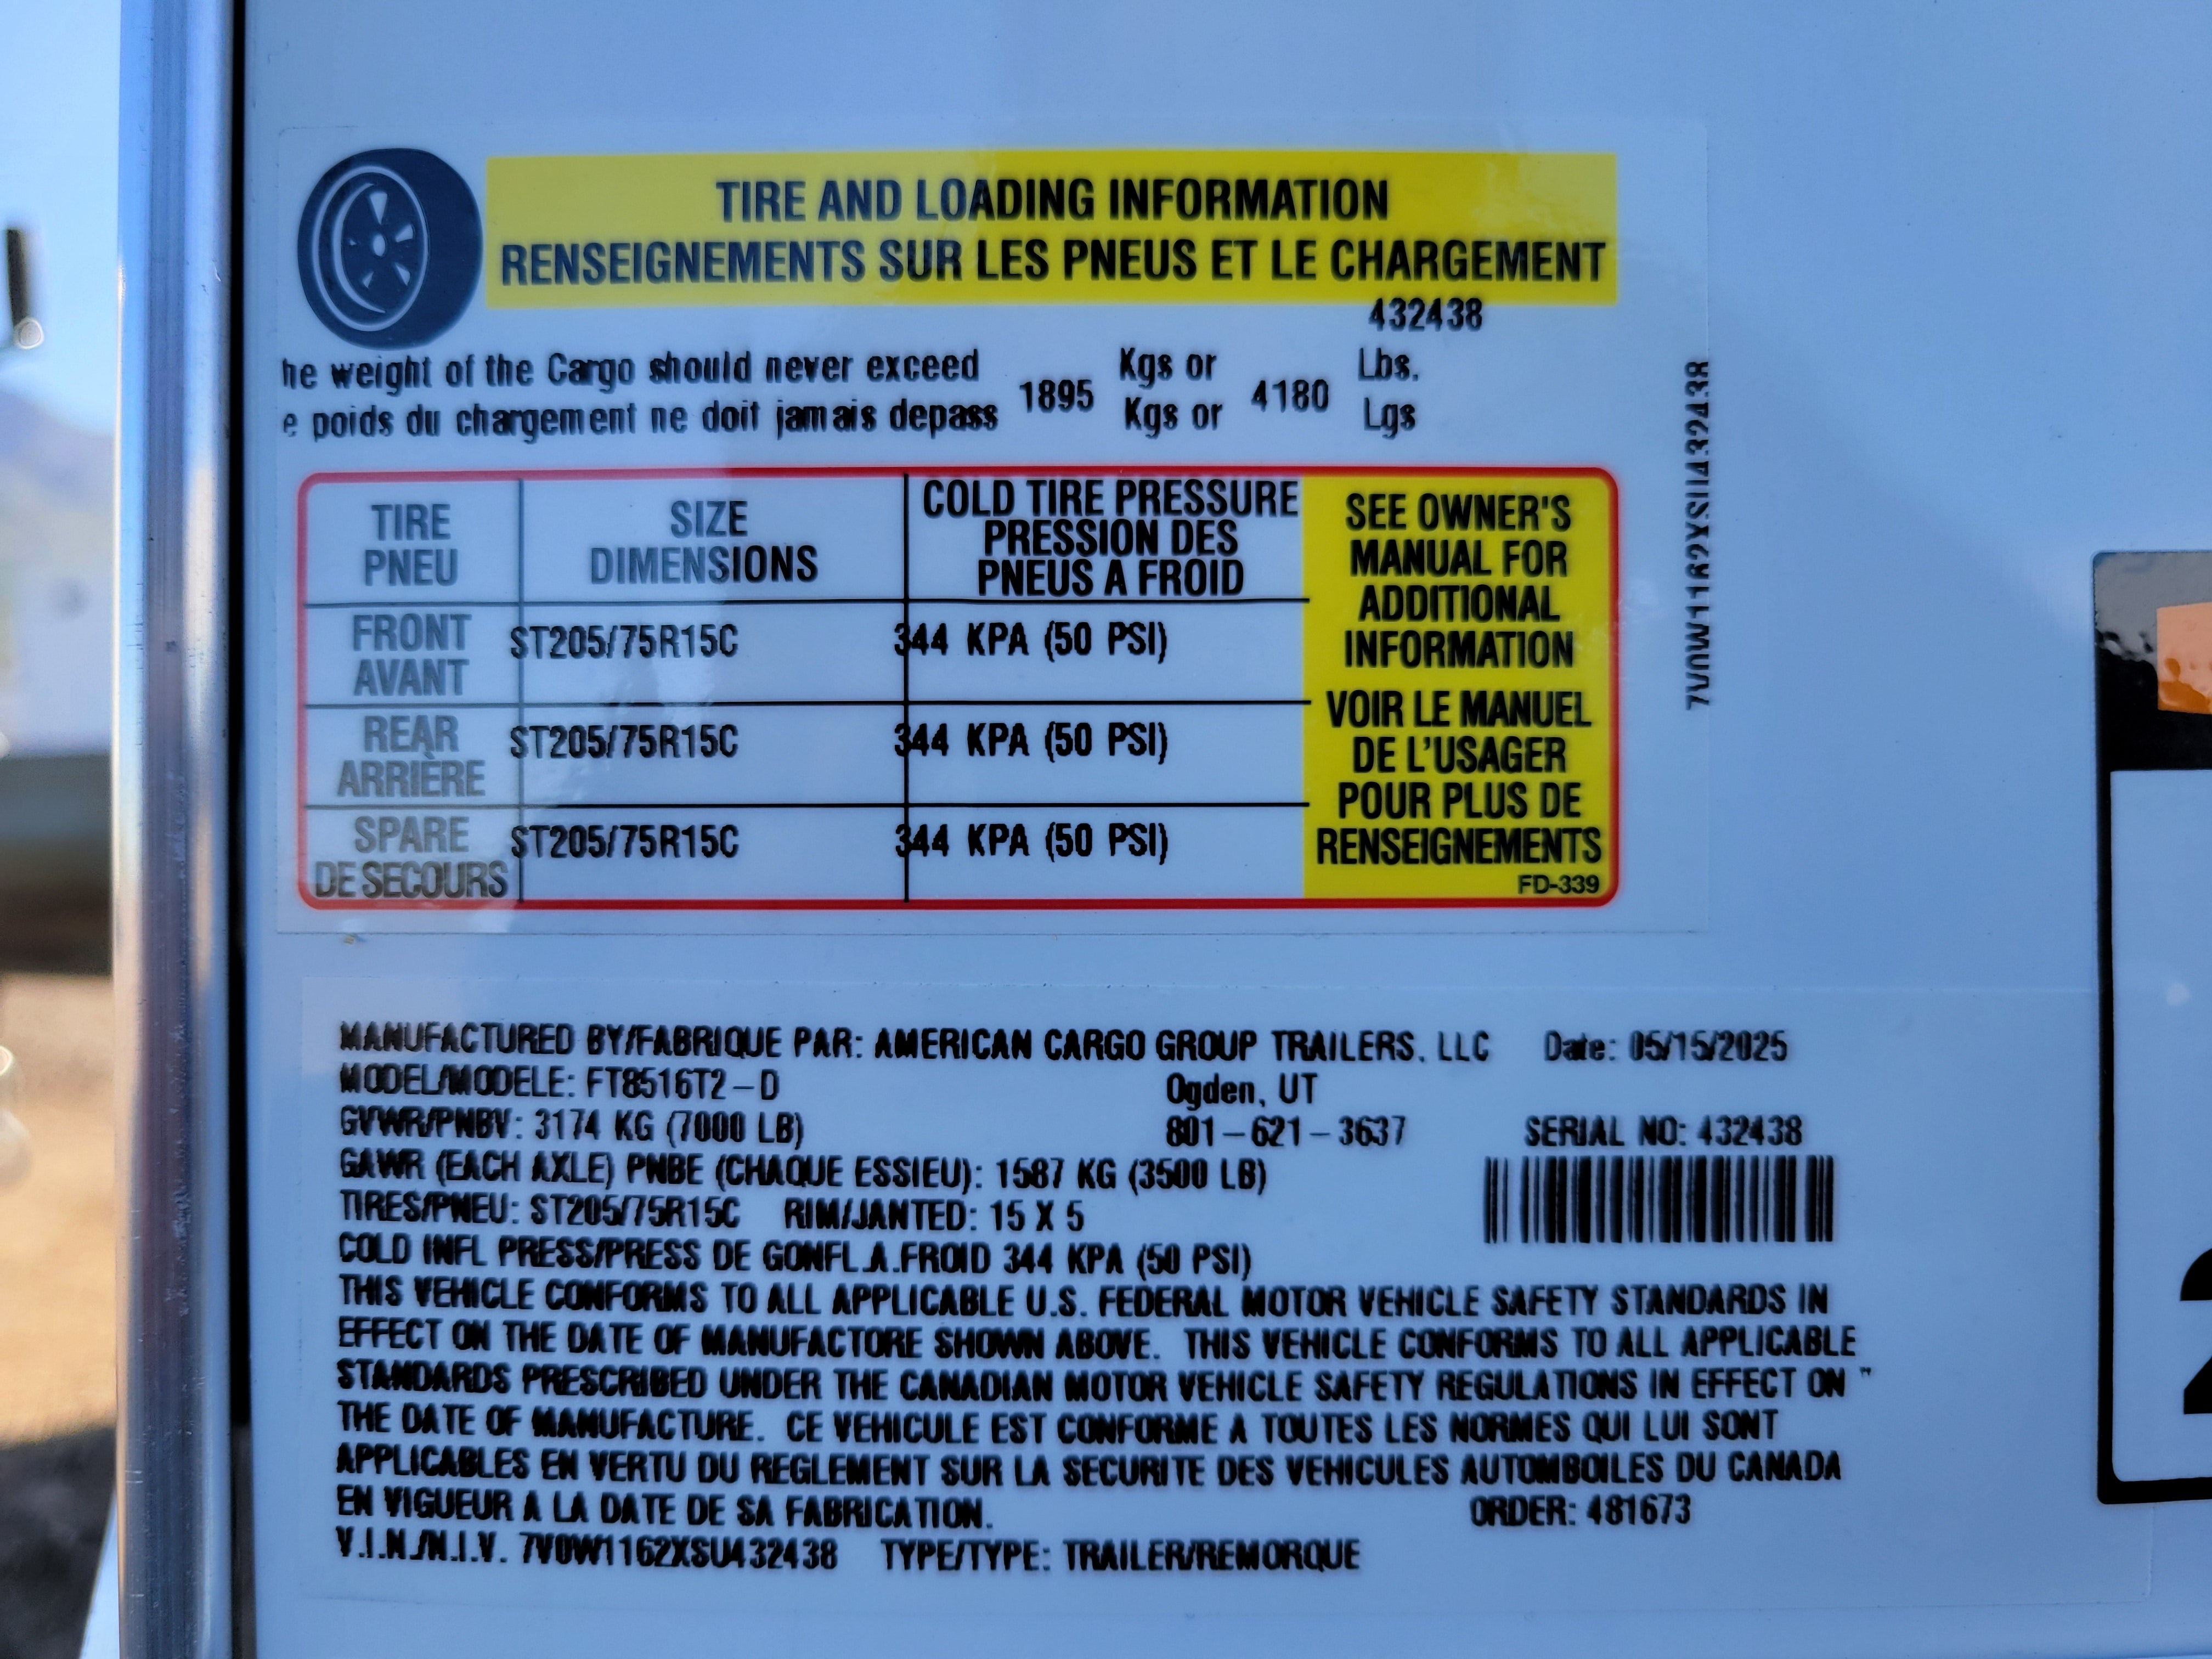 TIRE AND LOADING INFORMATION
RENSEIGNEMENTS SUR LES PNEUS ET LE CHARGEMENT
432438
he weight of the Cargo should never exceed 1895 Kgs or 4180 Lbs.
e poids du chargement ne doit jamais depass Kgs or Lgs
TIRE
PNEU
SIZE
DIMENSIONS
COLD TIRE PRESSURE
PRESSION DES
PNEUS A FROID
FRONT
AVANT
ST205/75R15C 344 KPA (50 PSI)
REAR
ARRIÈRE
ST205/75R15C 344 KPA (50 PSI)
SPARE
DE SECOURS
ST205/75R15C 344 KPA (50 PSI)
SEE OWNER'S
MANUAL FOR
ADDITIONAL
INFORMATION
VOIR LE MANUEL
DE L'USAGER
POUR PLUS DE
RENSEIGNEMENTS
FD-339
7V0W1162XSU432438
MANUFACTURED BY/FABRIQUE PAR: AMERICAN CARGO GROUP TRAILERS, LLC Date: 05/15/2025
MODEL/MODELE: FT8516T2-D Ogden, UT
GVWR/PNBV: 3174 KG (7000 LB) 801-621-3637 SERIAL NO: 432438
GAWR (EACH AXLE) PNBE (CHAQUE ESSIEU): 1587 KG (3500 LB)
TIRES/PNEU: ST205/75R15C RIM/JANTED: 15 X 5
COLD INFL PRESS/PRESS DE GONFL.A.FROID 344 KPA (50 PSI)
THIS VEHICLE CONFORMS TO ALL APPLICABLE U.S. FEDERAL MOTOR VEHICLE SAFETY STANDARDS IN
EFFECT ON THE DATE OF MANUFACTORE SHOWN ABOVE. THIS VEHICLE CONFORMS TO ALL APPLICABLE
STANDARDS PRESCRIBED UNDER THE CANADIAN MOTOR VEHICLE SAFETY REGULATIONS IN EFFECT ON "
THE DATE OF MANUFACTURE. CE VEHICULE EST CONFORME A TOUTES LES NORMES QUI LUI SONT
APPLICABLES EN VERTU DU REGLEMENT SUR LA SECURITE DES VEHICULES AUTOMBOILES DU CANADA
EN VIGUEUR A LA DATE DE SA FABRICATION. ORDER: 481673
V.I.N./N.I.V. 7V0W1162XSU432438 TYPE/TYPE: TRAILER/REMORQUE